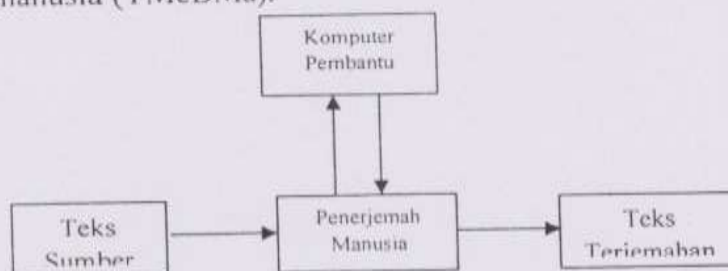 Komputer
Pembantu
Penerjemah
Manusia
Teks
Sumber
Teks
Terjemahan